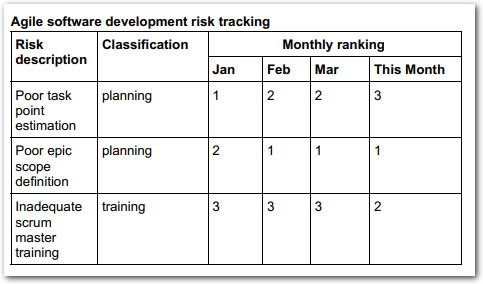 Agile software development risk tracking
Risk description Classification Monthly ranking
Jan Feb Mar This Month
Poor task point estimation planning 1 2 2 3
Poor epic scope definition planning 2 1 1 1
Inadequate scrum master training training 3 3 3 2